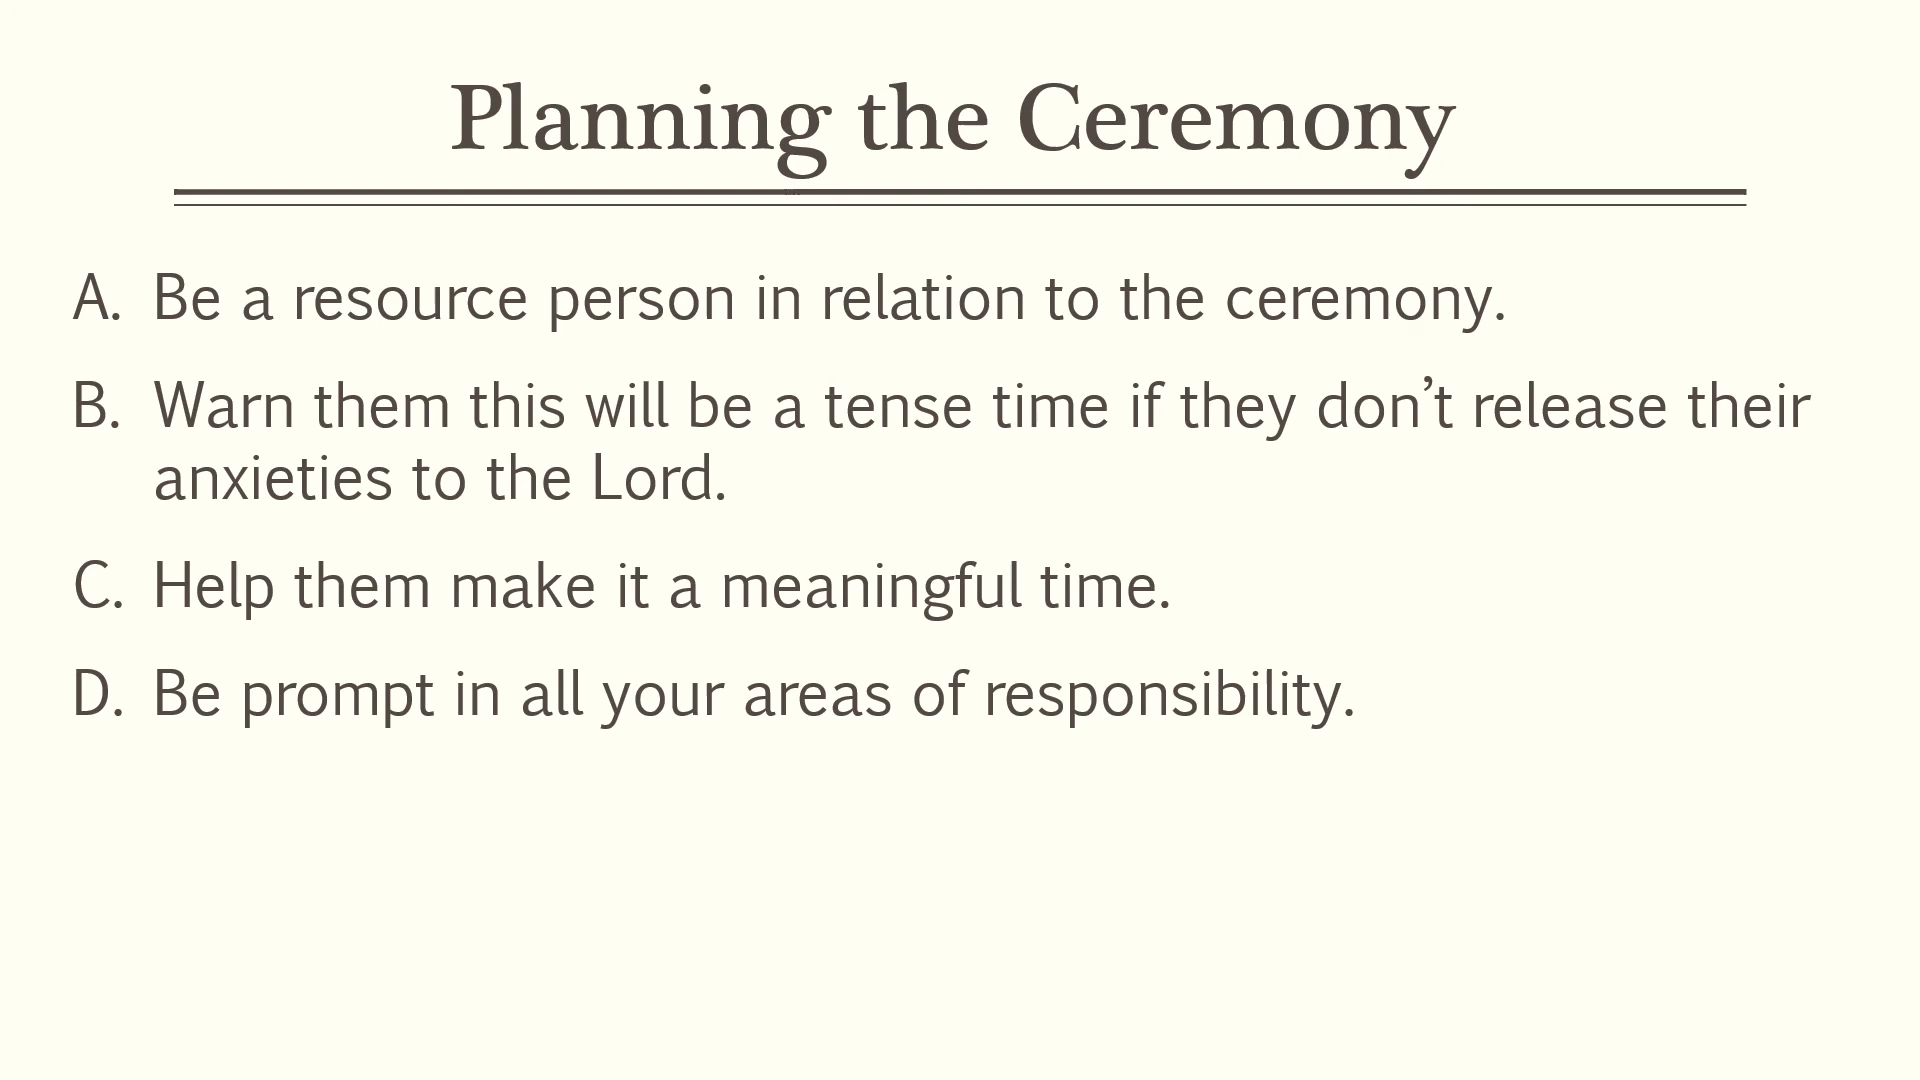 Planning the Ceremony
A. Be a resource person in relation to the ceremony.
B. Warn them this will be a tense time if they don’t release their
anxieties to the Lord.
C. Help them make it a meaningful time.
D. Be prompt in all your areas of responsibility.